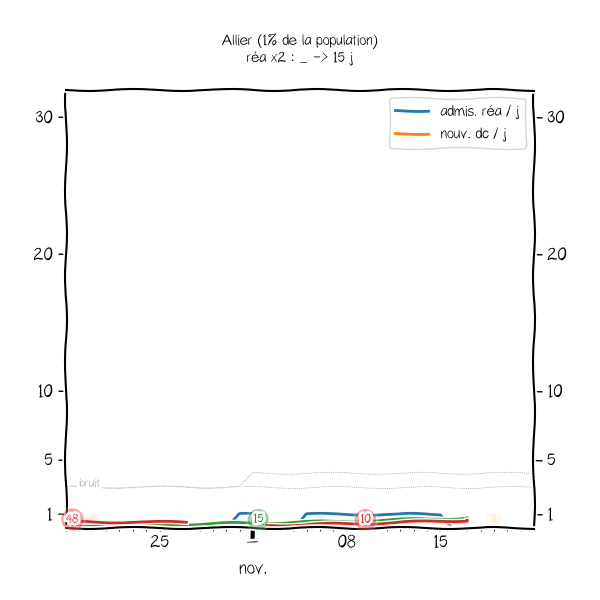 Allier (1% de la population)
réa x2 : _ -> 15 j
admis. réa / j
nouv. dc / j
30
30
20
20
10
10
5
5
bruit
1
1
48
15
10
25
08
15
nov.